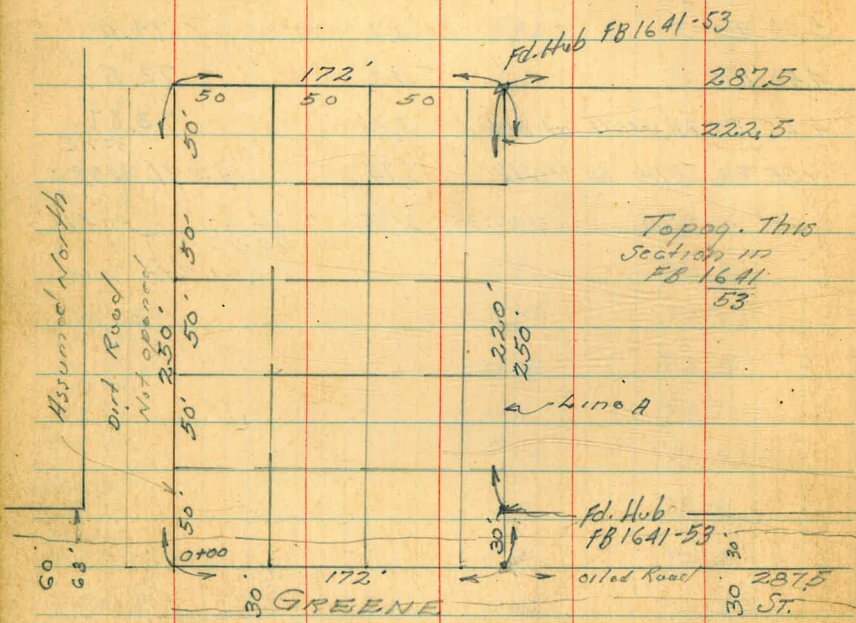 Fd. Hub FB 1641-53
172'
287.5
50 50 50
50'
222.5
Assumed North
Dirt Road
Not opened
50'
Topog. This
Section in
FB 1641
53
250'
50'
220'
250'
Line A
50'
50'
Fd. Hub
FB 1641-53
30'
30'
0+00
60'
63'
172'
oiled Road
287.5
30'
GREENE
30
ST.